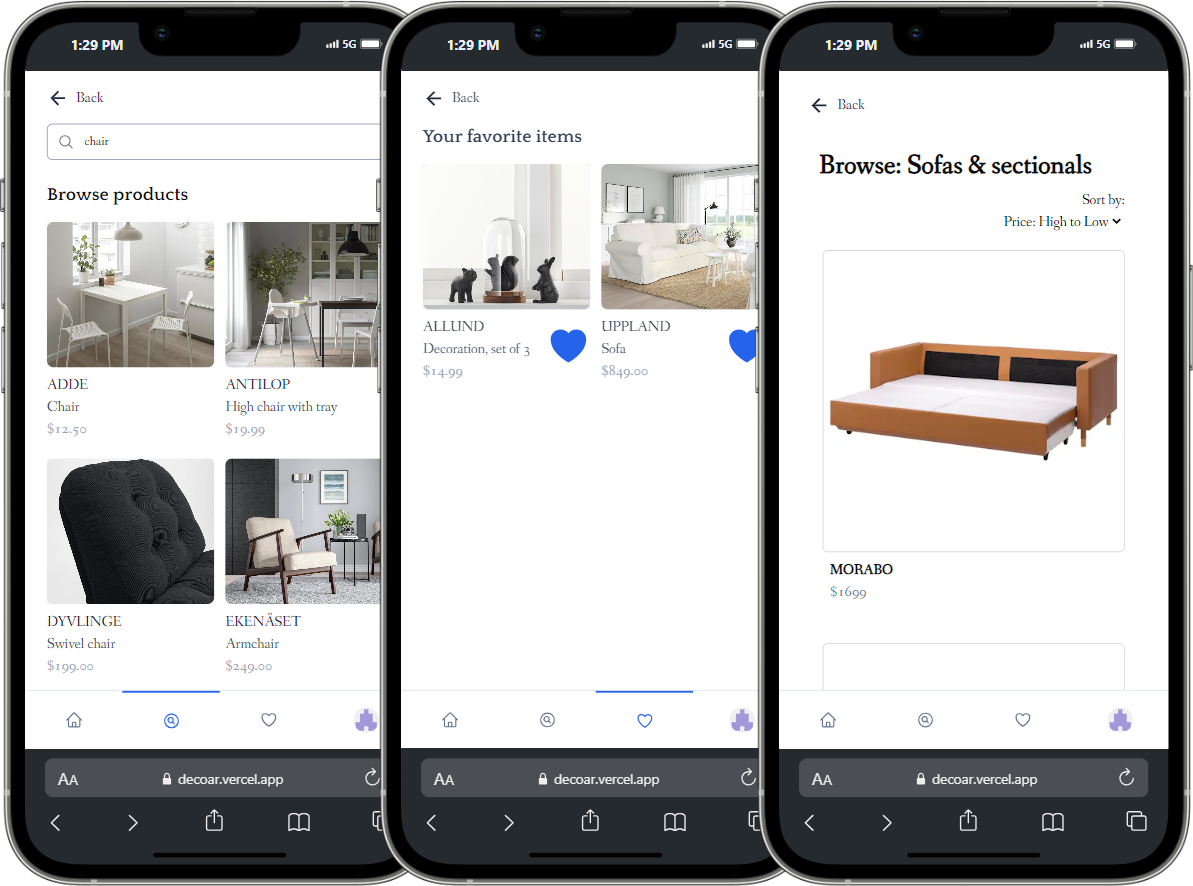 1:29 PM
5G
Back
chair
Browse products
ADDE
Chair
$12.50
ANTILOP
High chair with tray
$19.99
DYVLINGE
Swivel chair
$199.00
EKENÄSET
Armchair
$249.00
AA
decoar.vercel.app
1:29 PM
5G
Back
Your favorite items
ALLUND
Decoration, set of 3
$14.99
UPPLAND
Sofa
$849.00
AA
decoar.vercel.app
1:29 PM
5G
Back
Browse: Sofas & sectionals
Sort by:
Price: High to Low
MORABO
$1699
AA
decoar.vercel.app